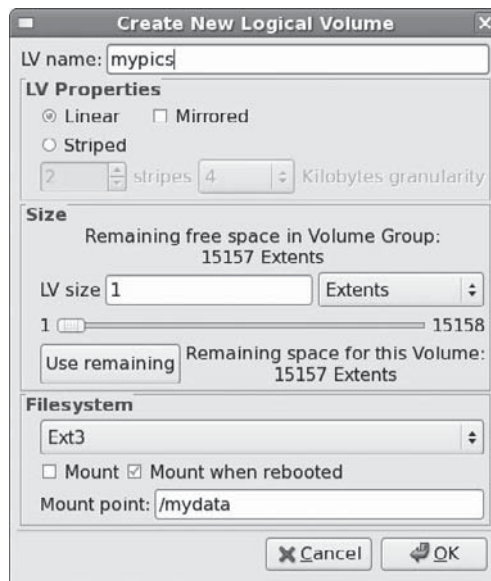 Create New Logical Volume
LV name: mypics
LV Properties
Linear Mirrored
Striped
2 stripes 4 Kilobytes granularity
Size
Remaining free space in Volume Group:
15157 Extents
LV size 1 Extents
1 15158
Use remaining Remaining space for this Volume:
15157 Extents
Filesystem
Ext3
Mount Mount when rebooted
Mount point: /mydata
Cancel OK